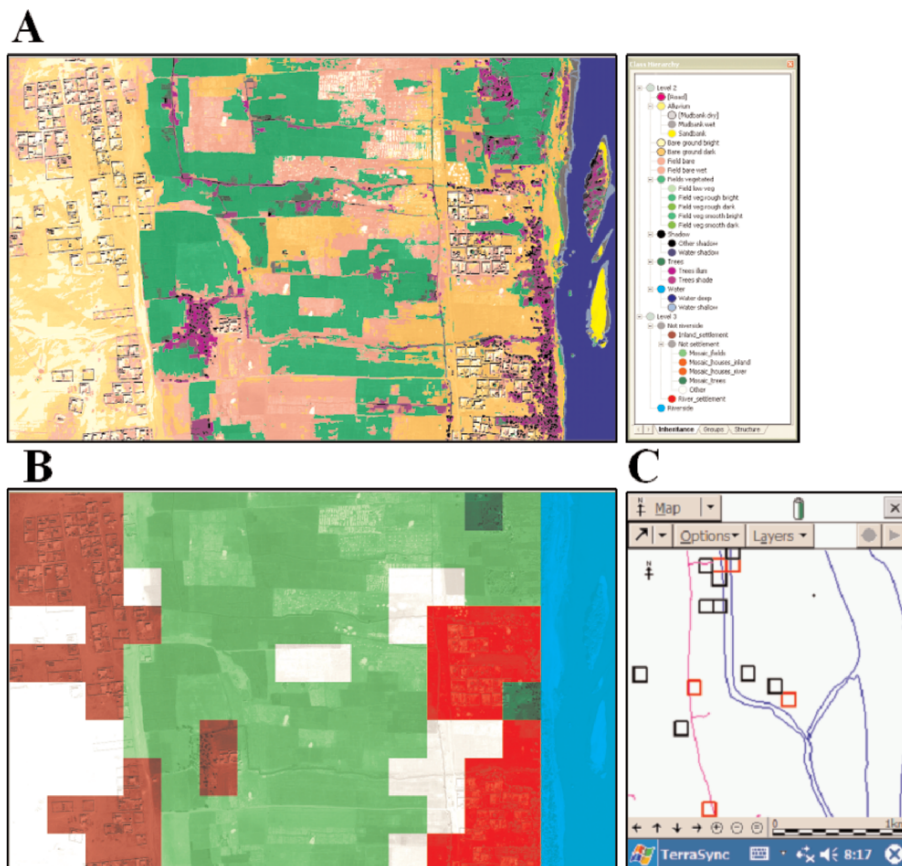 A
Class Hierarchy
Level 2
(Reed)
Alluvium
(Mudbank dry)
Mudbank wet
Sandbank
Bare ground bright
Bare ground dark
Field bare
Field bare wet
Fields vegetated
Field low veg
Field veg rough bright
Field veg rough dark
Field veg smooth bright
Field veg smooth dark
Shadow
Other shadow
Water shadow
Trees
Trees illum
Trees shade
Water
Water deep
Water shallow
Level 3
Not riverside
Inland_settlement
Not settlement
Mosaic_fields
Mosaic_houses_inland
Mosaic_houses_river
Mosaic_trees
Other
River_settlement
Riverside
Inheritance Groups Structure
B
C
Map
Options Layers
0 1km
TerraSync 8:17